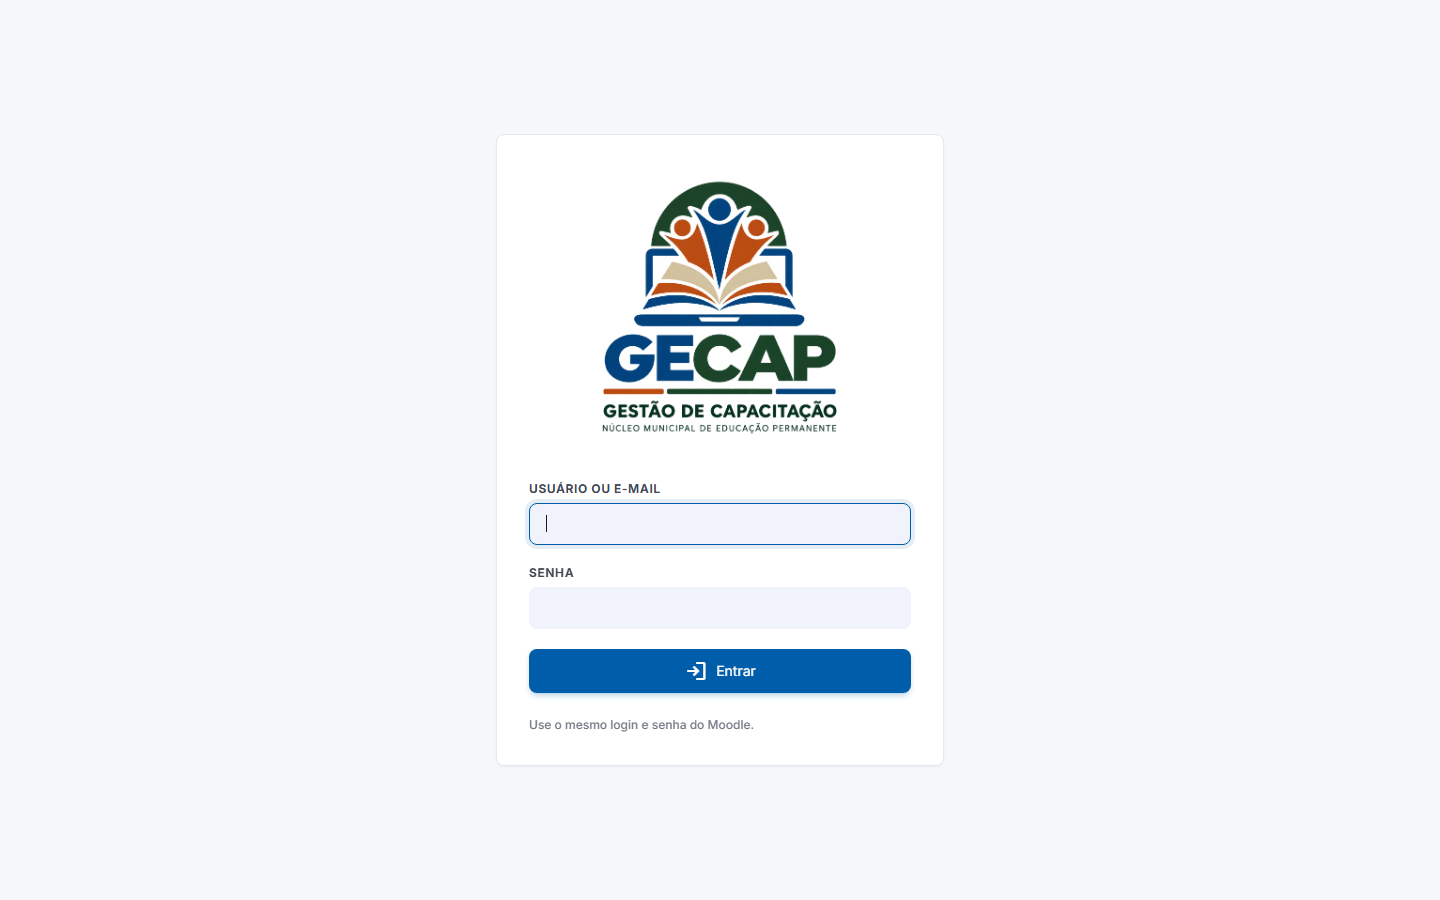 GECAP
GESTÃO DE CAPACITAÇÃO
NÚCLEO MUNICIPAL DE EDUCAÇÃO PERMANENTE
USUÁRIO OU E-MAIL
SENHA
Entrar
Use o mesmo login e senha do Moodle.